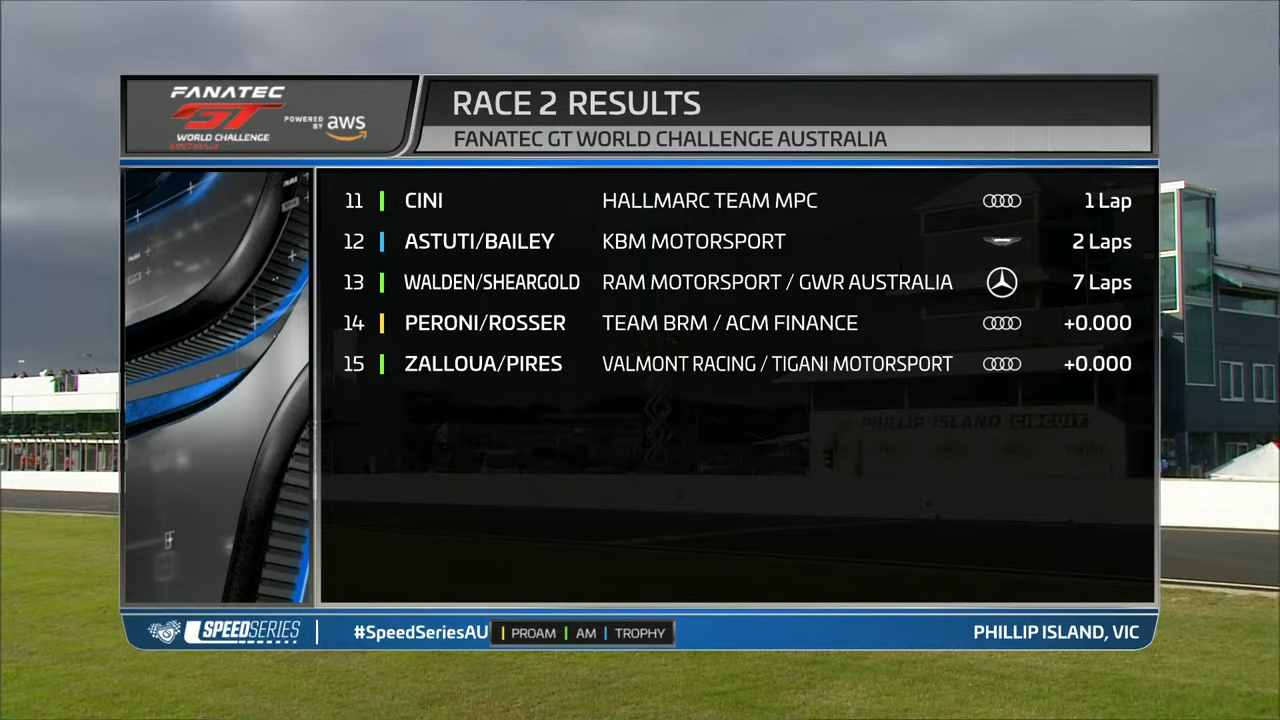 FANATEC
GT
WORLD CHALLENGE
AUSTRALIA
POWERED BY aws
RACE 2 RESULTS
FANATEC GT WORLD CHALLENGE AUSTRALIA
11 CINI HALLMARC TEAM MPC 1 Lap
12 ASTUTI/BAILEY KBM MOTORSPORT 2 Laps
13 WALDEN/SHEARGOLD RAM MOTORSPORT / GWR AUSTRALIA 7 Laps
14 PERONI/ROSSER TEAM BRM / ACM FINANCE +0.000
15 ZALLOUA/PIRES VALMONT RACING / TIGANI MOTORSPORT +0.000
PHILLIP ISLAND CIRCUIT
SPEEDSERIES #SpeedSeriesAU PROAM AM TROPHY PHILLIP ISLAND, VIC